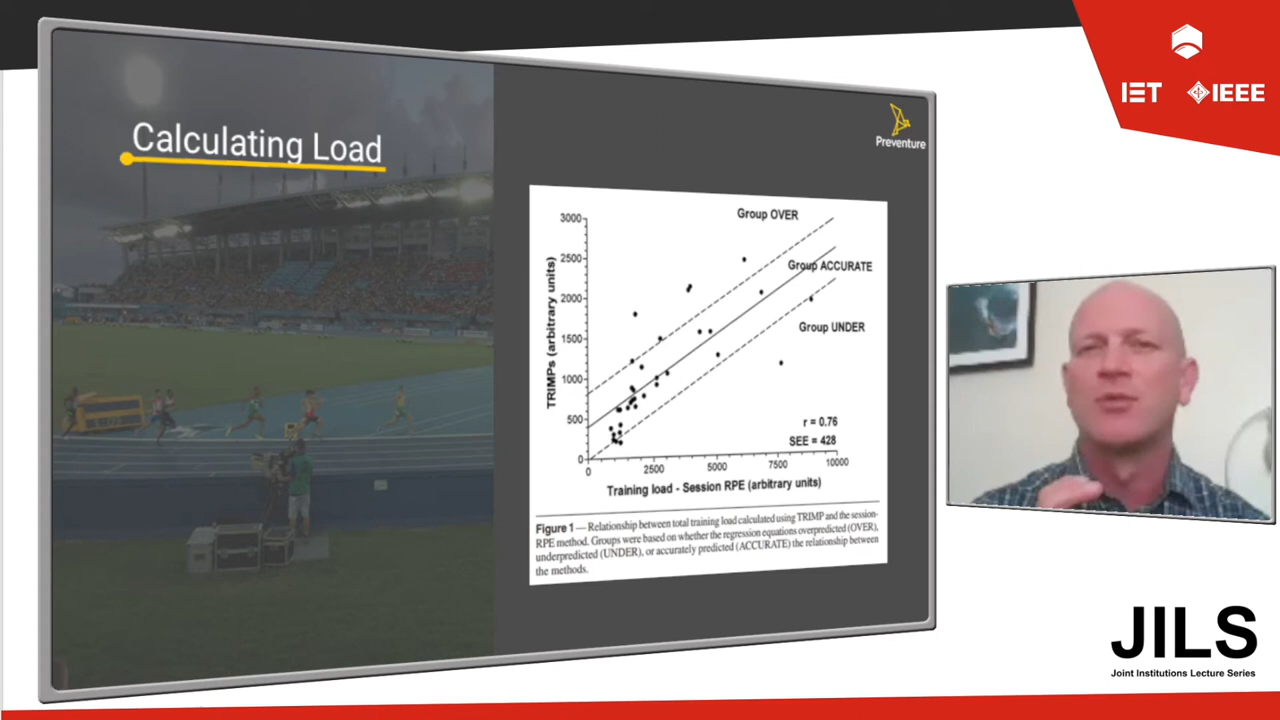 Calculating Load
Preventure
IET
IEEE
Group OVER
Group ACCURATE
Group UNDER
3000
2500
2000
1500
1000
500
0
TRIMPs (arbitrary units)
r = 0.76
SEE = 428
0
2500
5000
7500
10000
Training load - Session RPE (arbitrary units)
Figure 1 — Relationship between total training load calculated using TRIMP and the session-
RPE method. Groups were based on whether the regression equations overpredicted (OVER),
underpredicted (UNDER), or accurately predicted (ACCURATE) the relationship between
the methods.
JILS
Joint Institutions Lecture Series